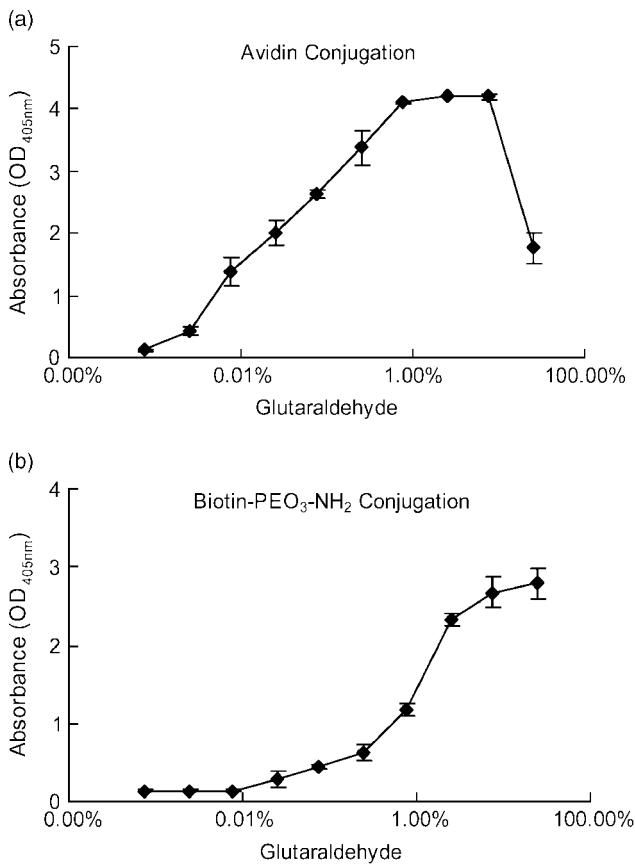 (a)
Avidin Conjugation
5
4
3
2
1
0
Absorbance (OD405nm)
0.00% 0.01% 1.00% 100.00%
Glutaraldehyde
(b)
Biotin-PEO3-NH2 Conjugation
4
3
2
1
0
Absorbance (OD405nm)
0.00% 0.01% 1.00% 100.00%
Glutaraldehyde